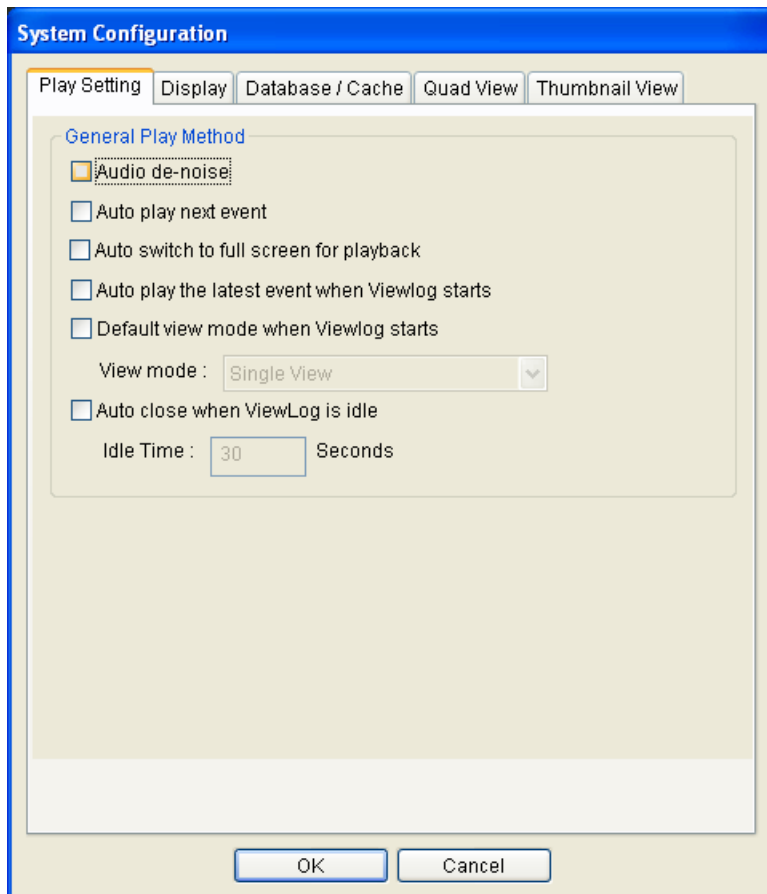 System Configuration
Play Setting Display Database / Cache Quad View Thumbnail View
General Play Method
Audio de-noise
Auto play next event
Auto switch to full screen for playback
Auto play the latest event when Viewlog starts
Default view mode when Viewlog starts
View mode : Single View
Auto close when ViewLog is idle
Idle Time : 30 Seconds
OK Cancel